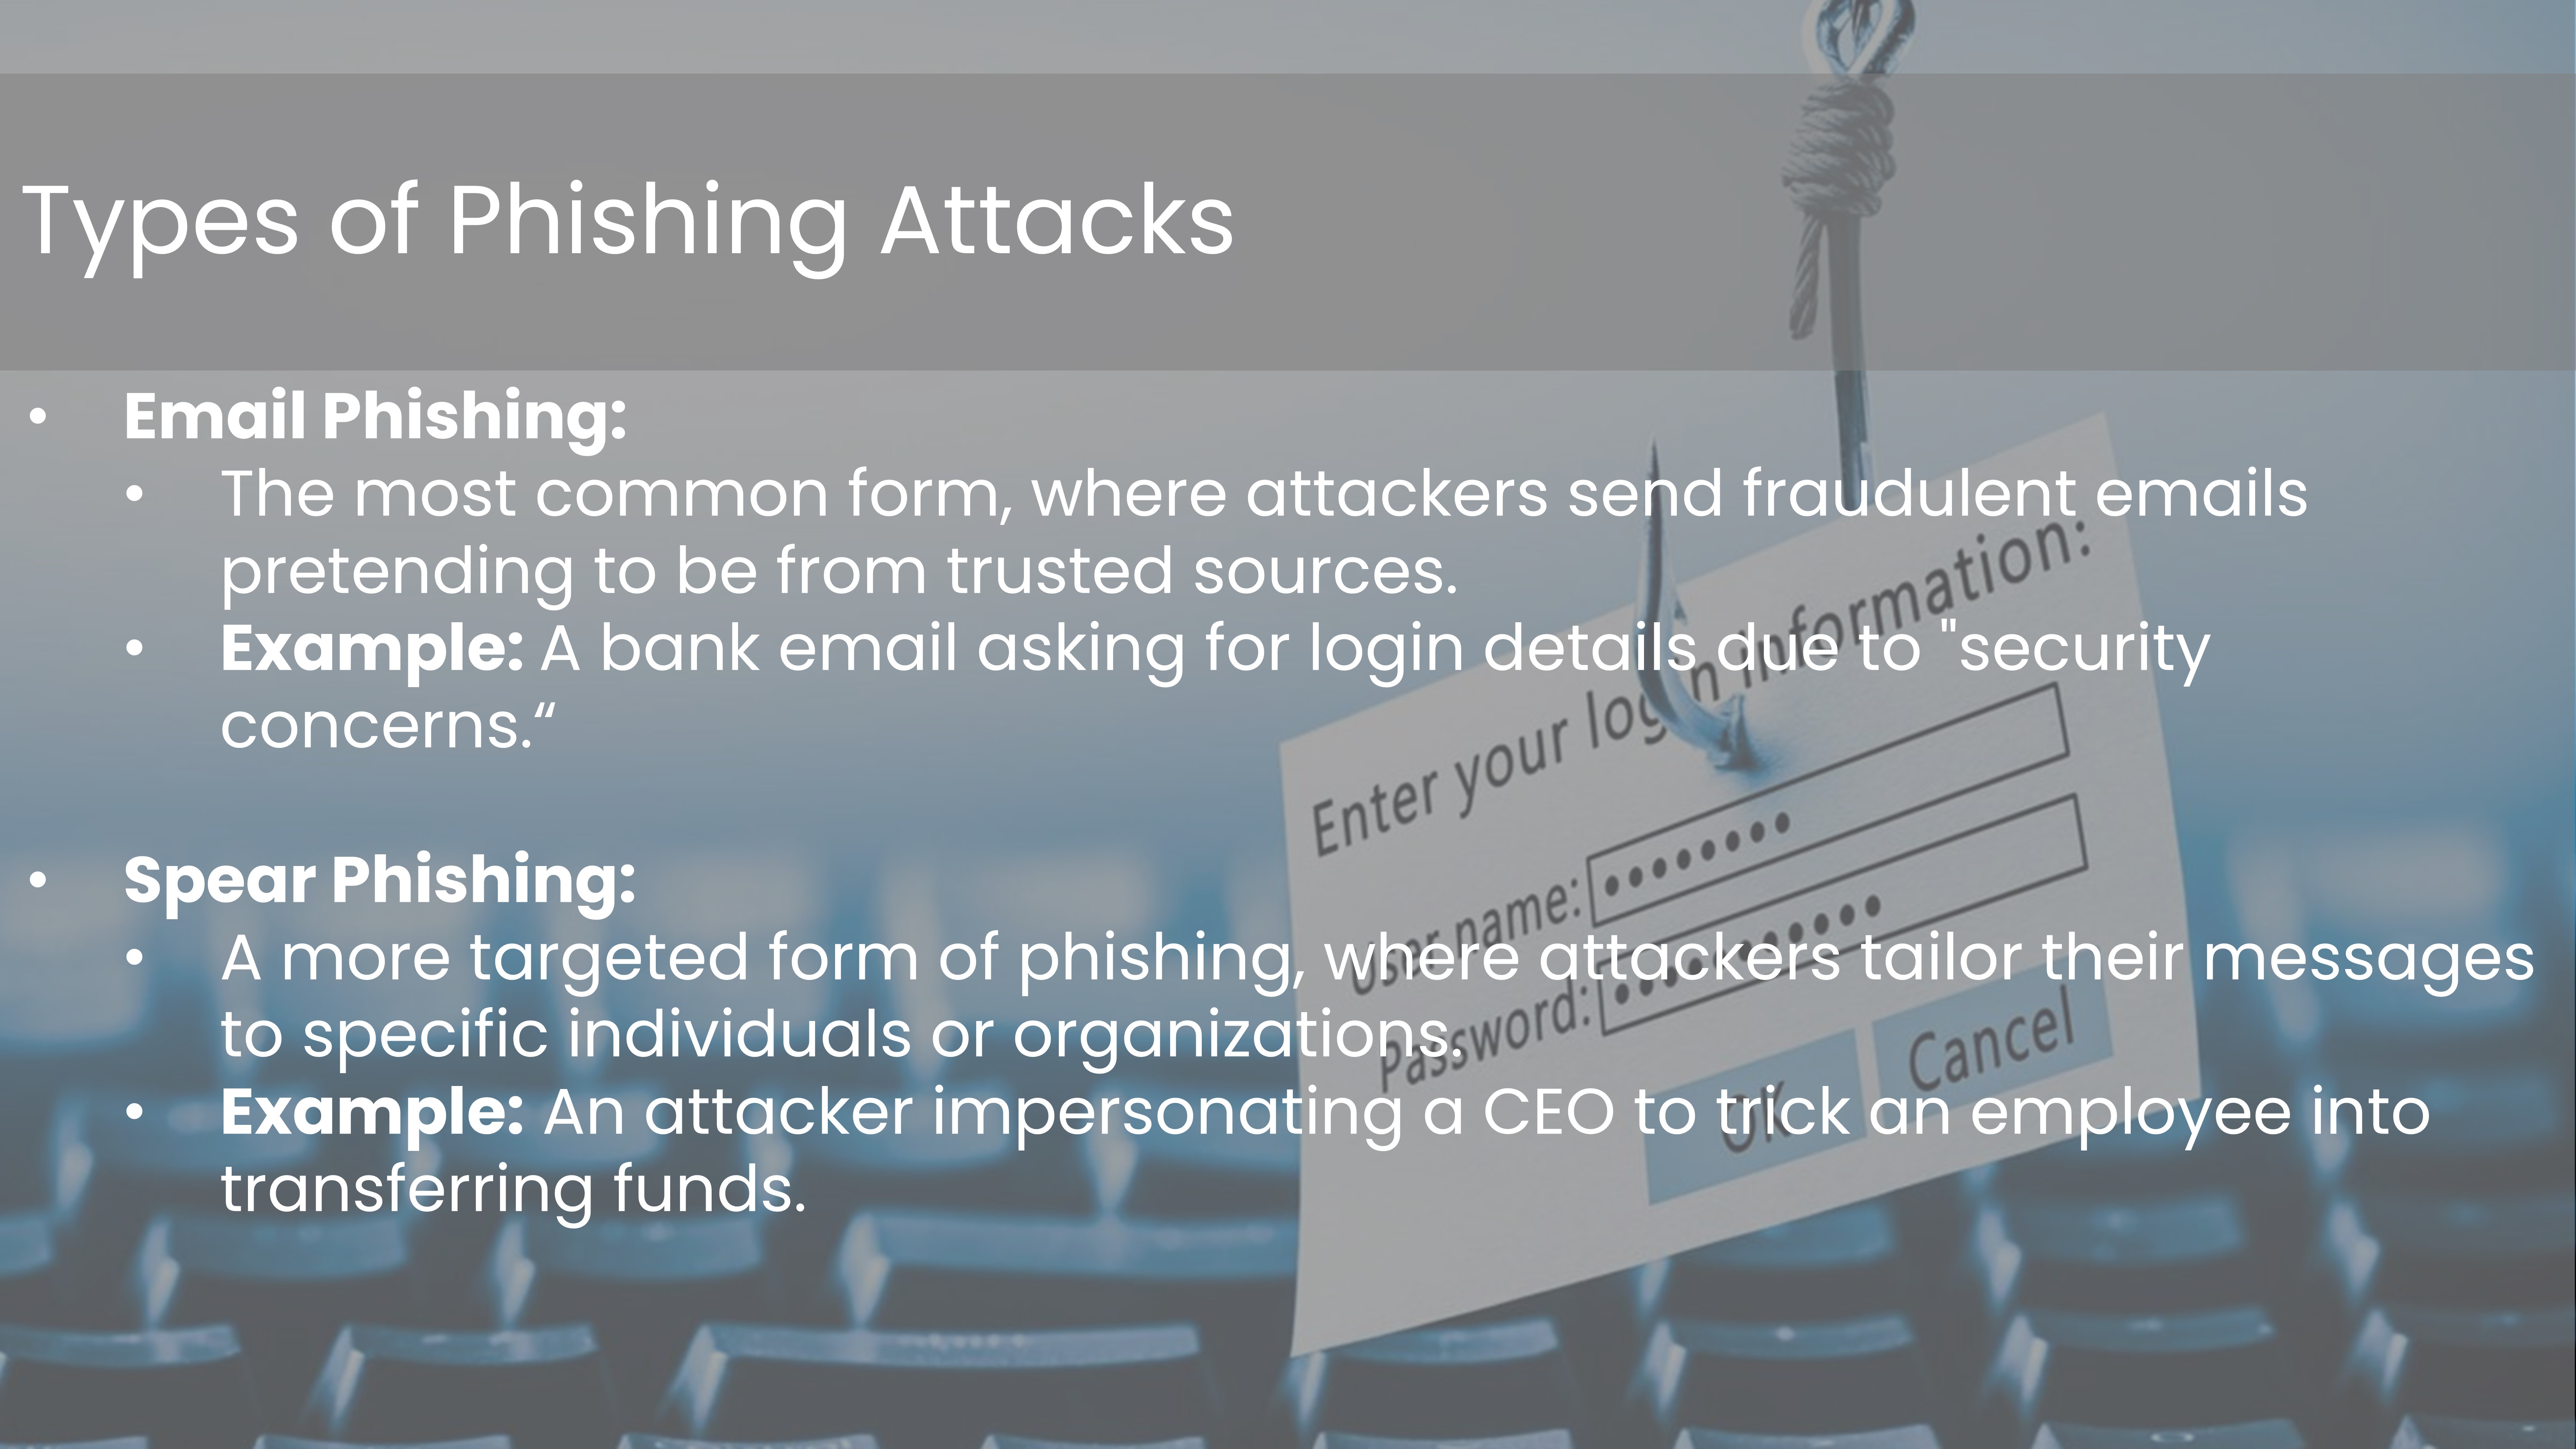 Types of Phishing Attacks
• Email Phishing:
• The most common form, where attackers send fraudulent emails
pretending to be from trusted sources.
• Example: A bank email asking for login details due to "security
concerns.“
• Spear Phishing:
• A more targeted form of phishing, where attackers tailor their messages
to specific individuals or organizations.
• Example: An attacker impersonating a CEO to trick an employee into
transferring funds.
Enter your login information:
User name: ••••••••
Password: •••••••••••
OK
Cancel